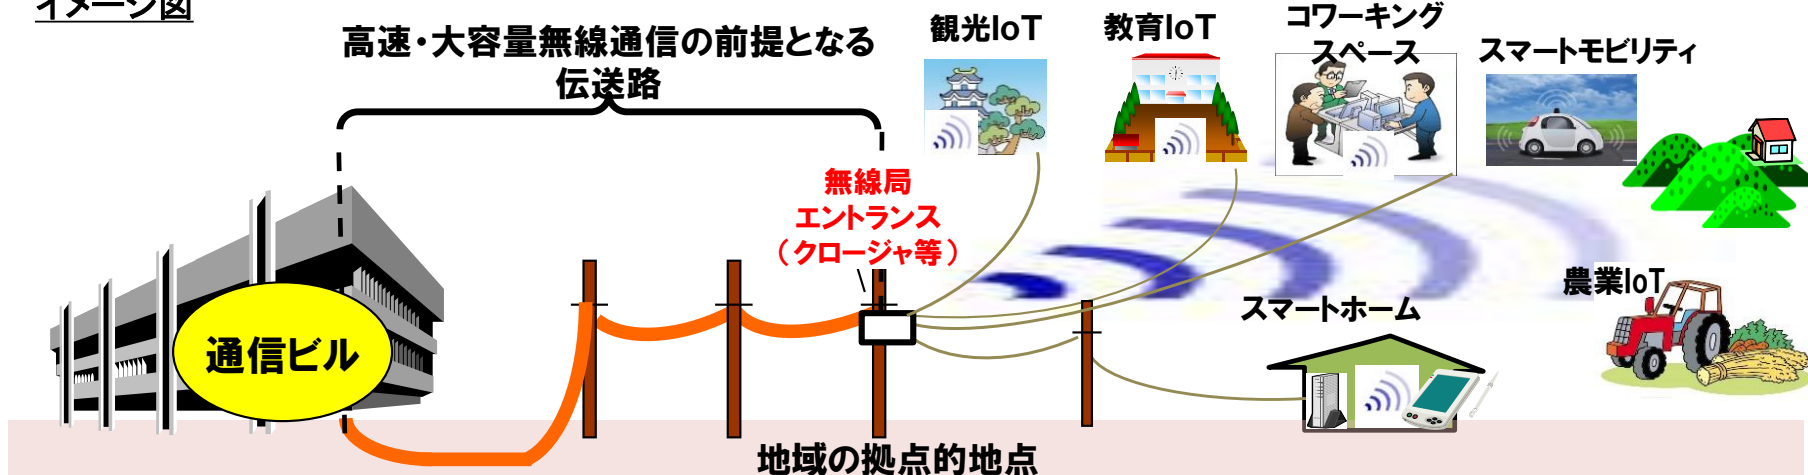 イメージ図
高速・大容量無線通信の前提となる
伝送路
観光IoT
教育IoT
コワーキング
スペース
スマートモビリティ
無線局
エントランス
（クロージャ等）
農業IoT
スマートホーム
通信ビル
地域の拠点的地点